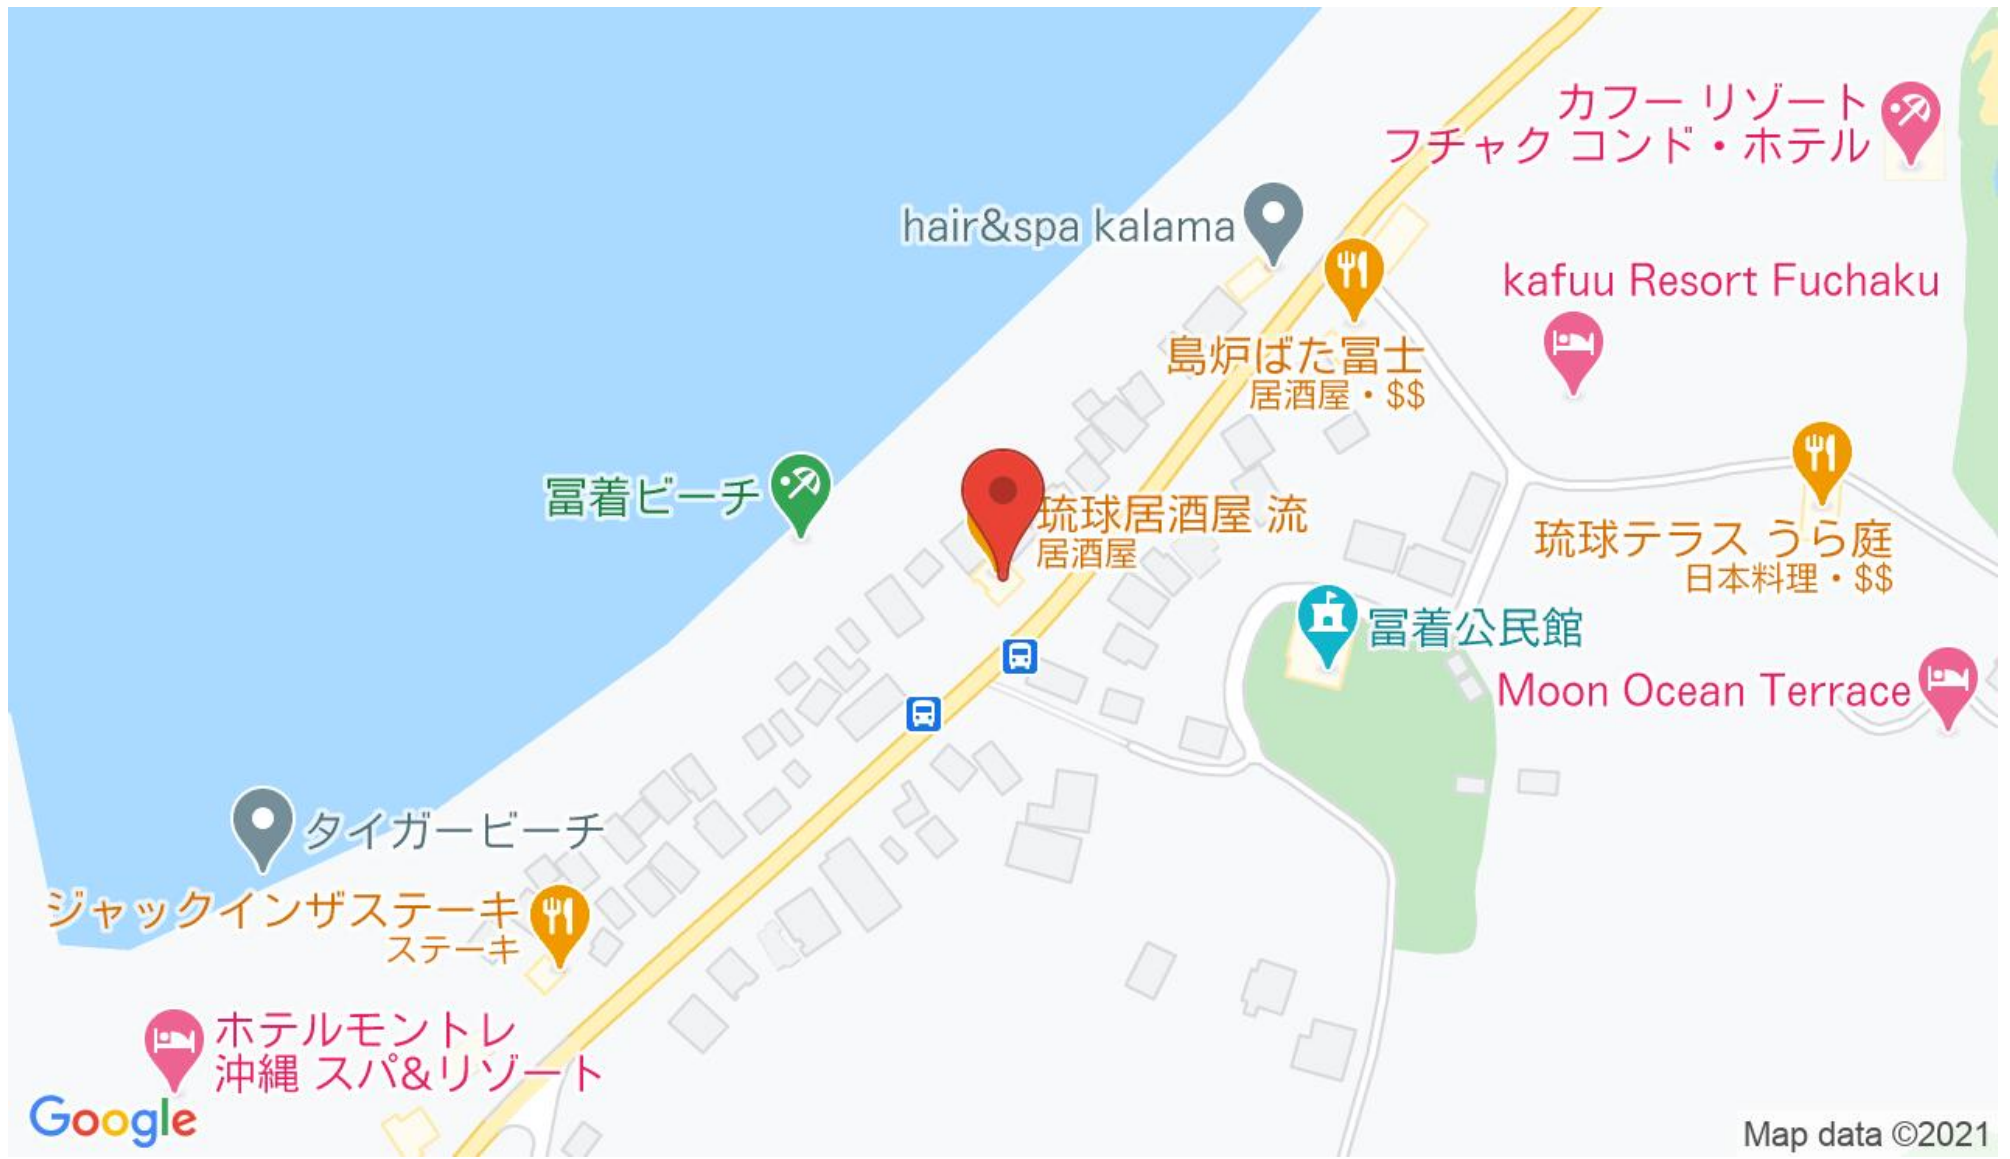 カフー リゾート
フチャク コンド・ホテル
hair&spa kalama
kafuu Resort Fuchaku
島炉ばた冨士
居酒屋・$$
冨着ビーチ
琉球居酒屋 流
居酒屋
琉球テラス うら庭
日本料理・$$
冨着公民館
Moon Ocean Terrace
タイガービーチ
ジャックインザステーキ
ステーキ
ホテルモントレ
沖縄 スパ&リゾート
Google
Map data ©2021